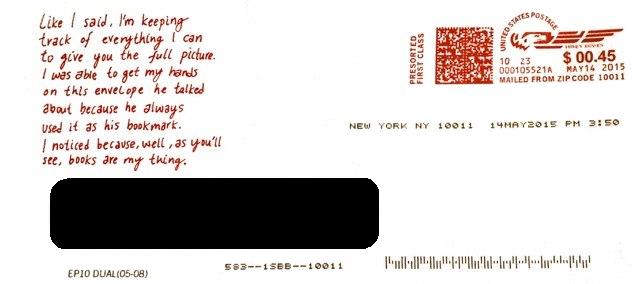 Like I said, I'm keeping
track of everything I can
to give you the full picture.
I was able to get my hands
on this envelope he talked
about because he always
used it as his bookmark.
I noticed because, well, as you'll
see, books are my thing.
PRESORTED
FIRST CLASS
UNITED STATES POSTAGE
PITNEY BOWES
10 23
$ 00.45
000105521A MAY 14 2015
MAILED FROM ZIP CODE 10011
NEW YORK NY 10011 14MAY2015 PM 3:50
583--1SBB--10011
EP10 DUAL(05-08)